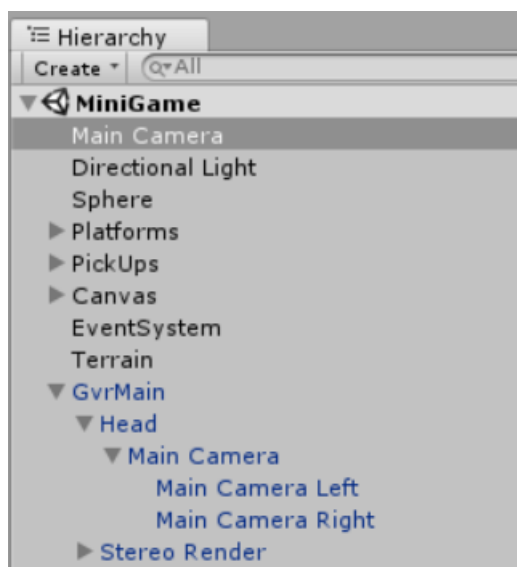 Hierarchy
Create All
MiniGame
Main Camera
Directional Light
Sphere
Platforms
PickUps
Canvas
EventSystem
Terrain
GvrMain
Head
Main Camera
Main Camera Left
Main Camera Right
Stereo Render